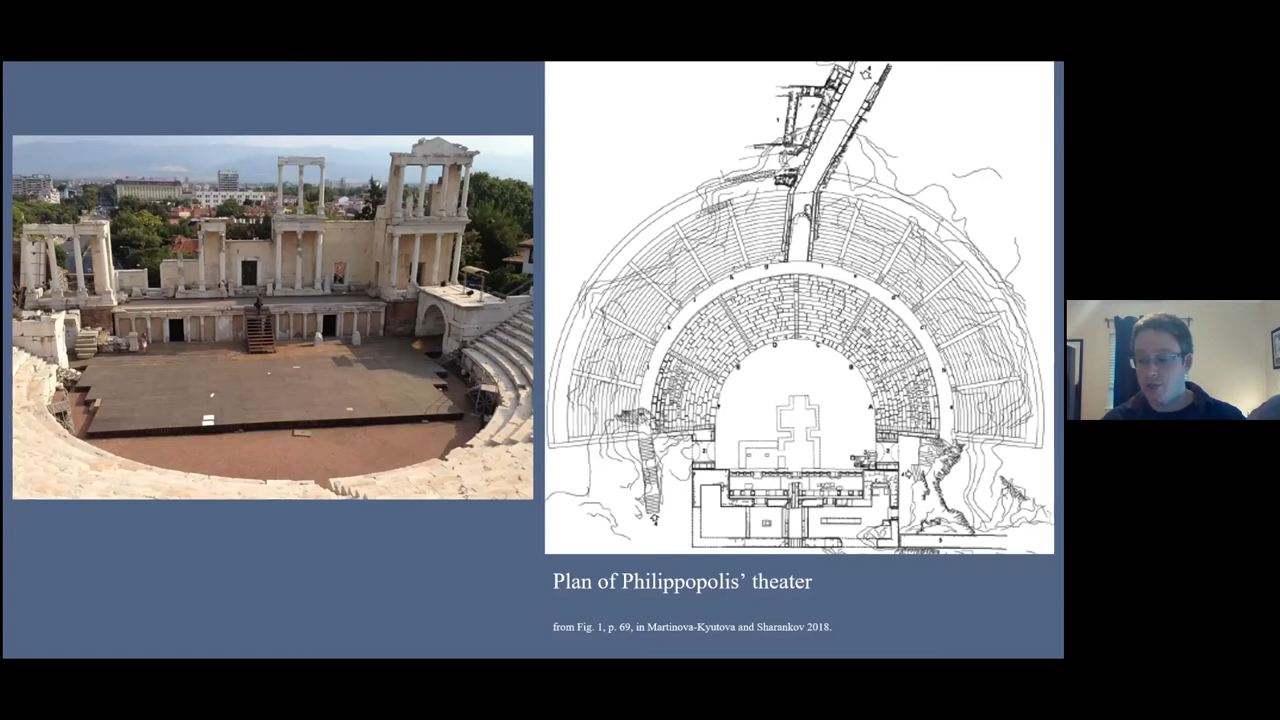 Plan of Philippopolis’ theater
from Fig. 1, p. 69, in Martinova-Kyutova and Sharankov 2018.